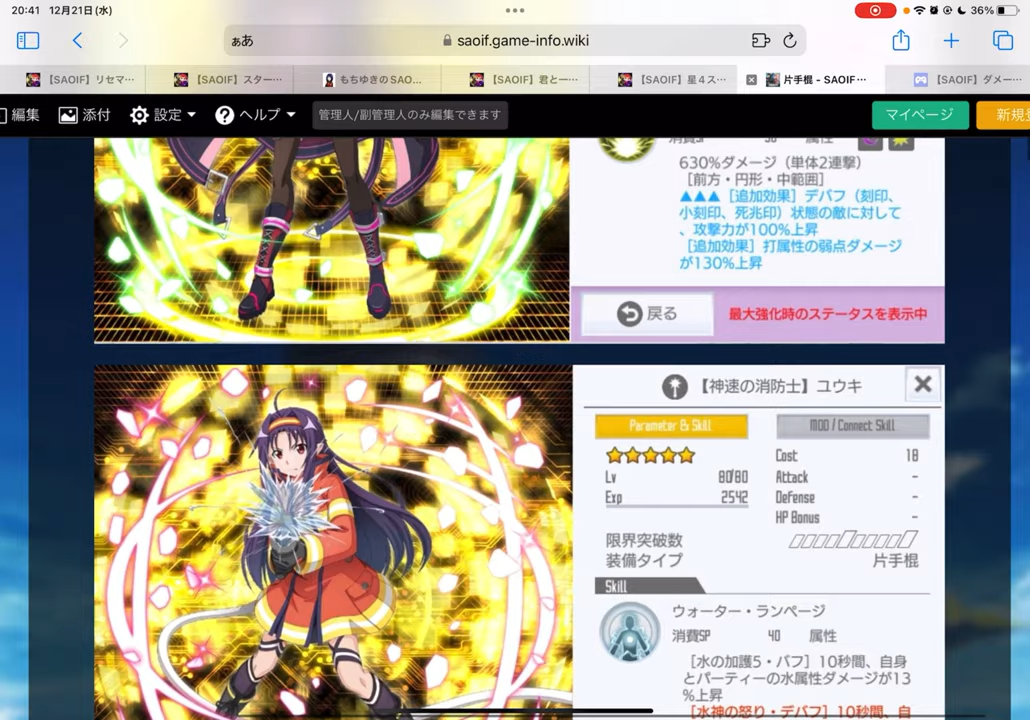 20:41 12月21日(水)
36%
ぁあ
saoif.game-info.wiki
【SAOIF】リセマ…
【SAOIF】スター…
もちゆきのSAO…
【SAOIF】君と一…
【SAOIF】星4ス…
片手棍 - SAOIF…
【SAOIF】ダメー…
編集
添付
設定
ヘルプ
管理人/副管理人のみ編集できます
マイページ
新規
630%ダメージ（単体2連撃）
［前方・円形・中範囲］
▲▲▲［追加効果］デバフ（刻印、
小刻印、死兆印）状態の敵に対して
、攻撃力が100%上昇
［追加効果］打属性の弱点ダメージ
が130%上昇
戻る
最大強化時のステータスを表示中
【神速の消防士】ユウキ
Parameter & Skill
MOD / Connect Skill
Cost 18
Lv 80/80
Attack -
Exp 2542
Defense -
HP Bonus -
限界突破数
装備タイプ 片手棍
Skill
ウォーター・ランページ
消費SP 40 属性
［水の加護5・バフ］10秒間、自身
とパーティーの水属性ダメージが13
%上昇
［水神の怒り・デバフ］10秒間、自